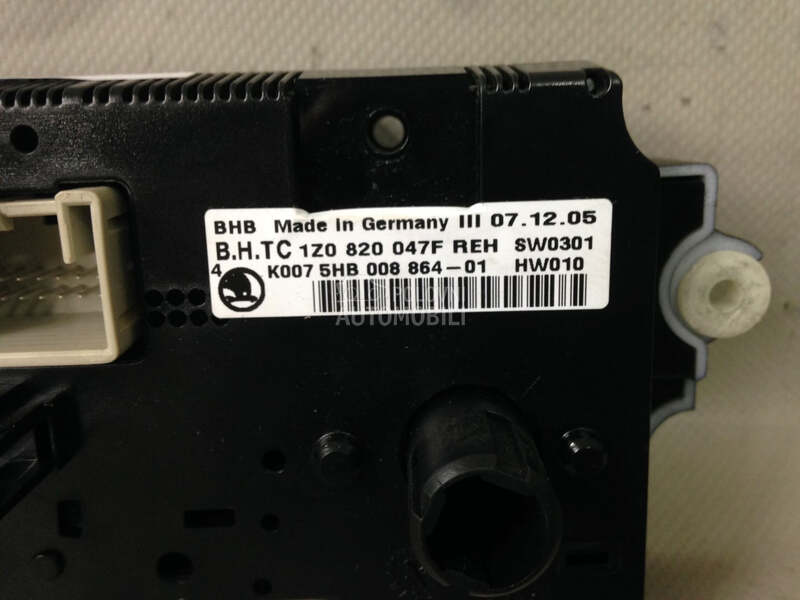 BHB Made in Germany III 07.12.05
B.H.TC 1Z0 820 047F REH SW0301
4 K007 5HB 008 864-01 HW010
AUTOMOBILI